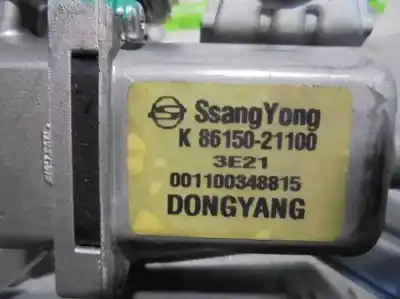 SsangYong
K 86150-21100
3E21
001100348815
DONGYANG